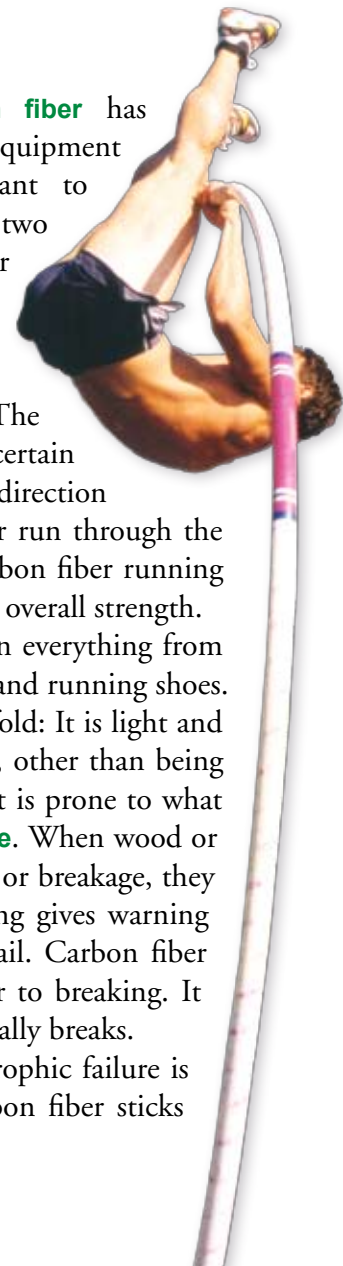 fiber has
quipment
ant to
two
r
The
certain
direction
r run through the
bon fiber running
overall strength.
n everything from
and running shoes.
fold: It is light and
, other than being
t is prone to what
e. When wood or
or breakage, they
ng gives warning
ail. Carbon fiber
r to breaking. It
ally breaks.
rophic failure is
bon fiber sticks